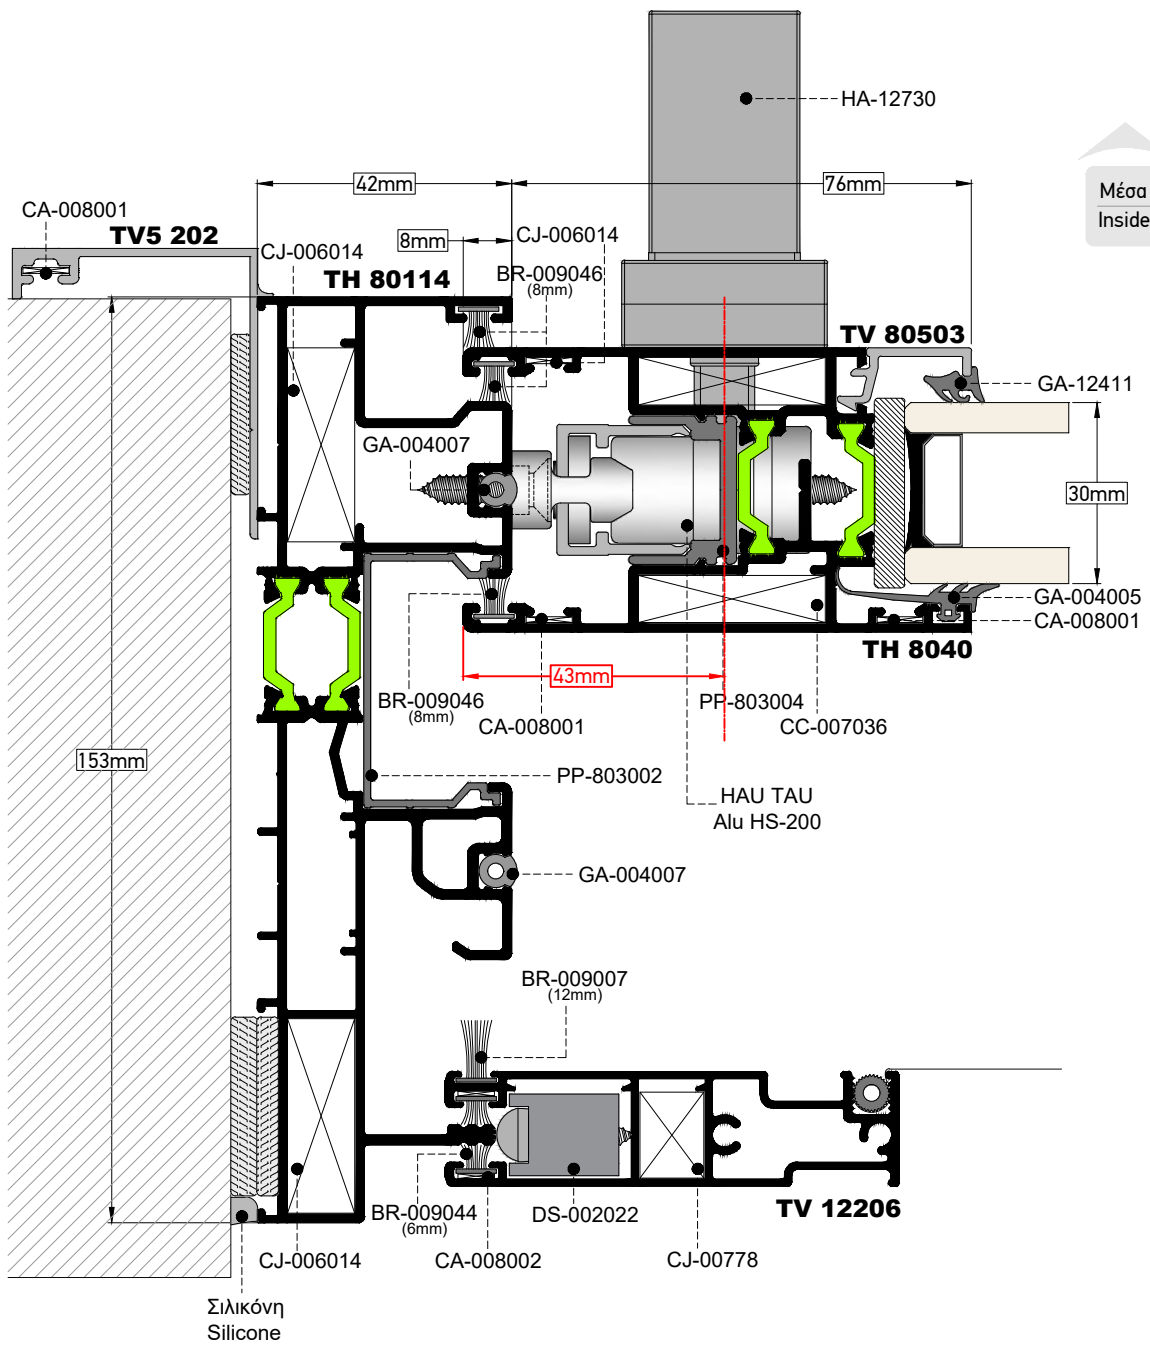 HA-12730
42mm
76mm
Μέσα
Inside
CA-008001
TV5 202
CJ-006014
TH 80114
8mm
CJ-006014
BR-009046
(8mm)
TV 80503
GA-12411
GA-004007
30mm
GA-004005
CA-008001
TH 8040
43mm
BR-009046
(8mm)
CA-008001
PP-803004
CC-007036
153mm
PP-803002
HAU TAU
Alu HS-200
GA-004007
BR-009007
(12mm)
BR-009044
(6mm)
DS-002022
TV 12206
CJ-006014
CA-008002
CJ-00778
Σιλικόνη
Silicone